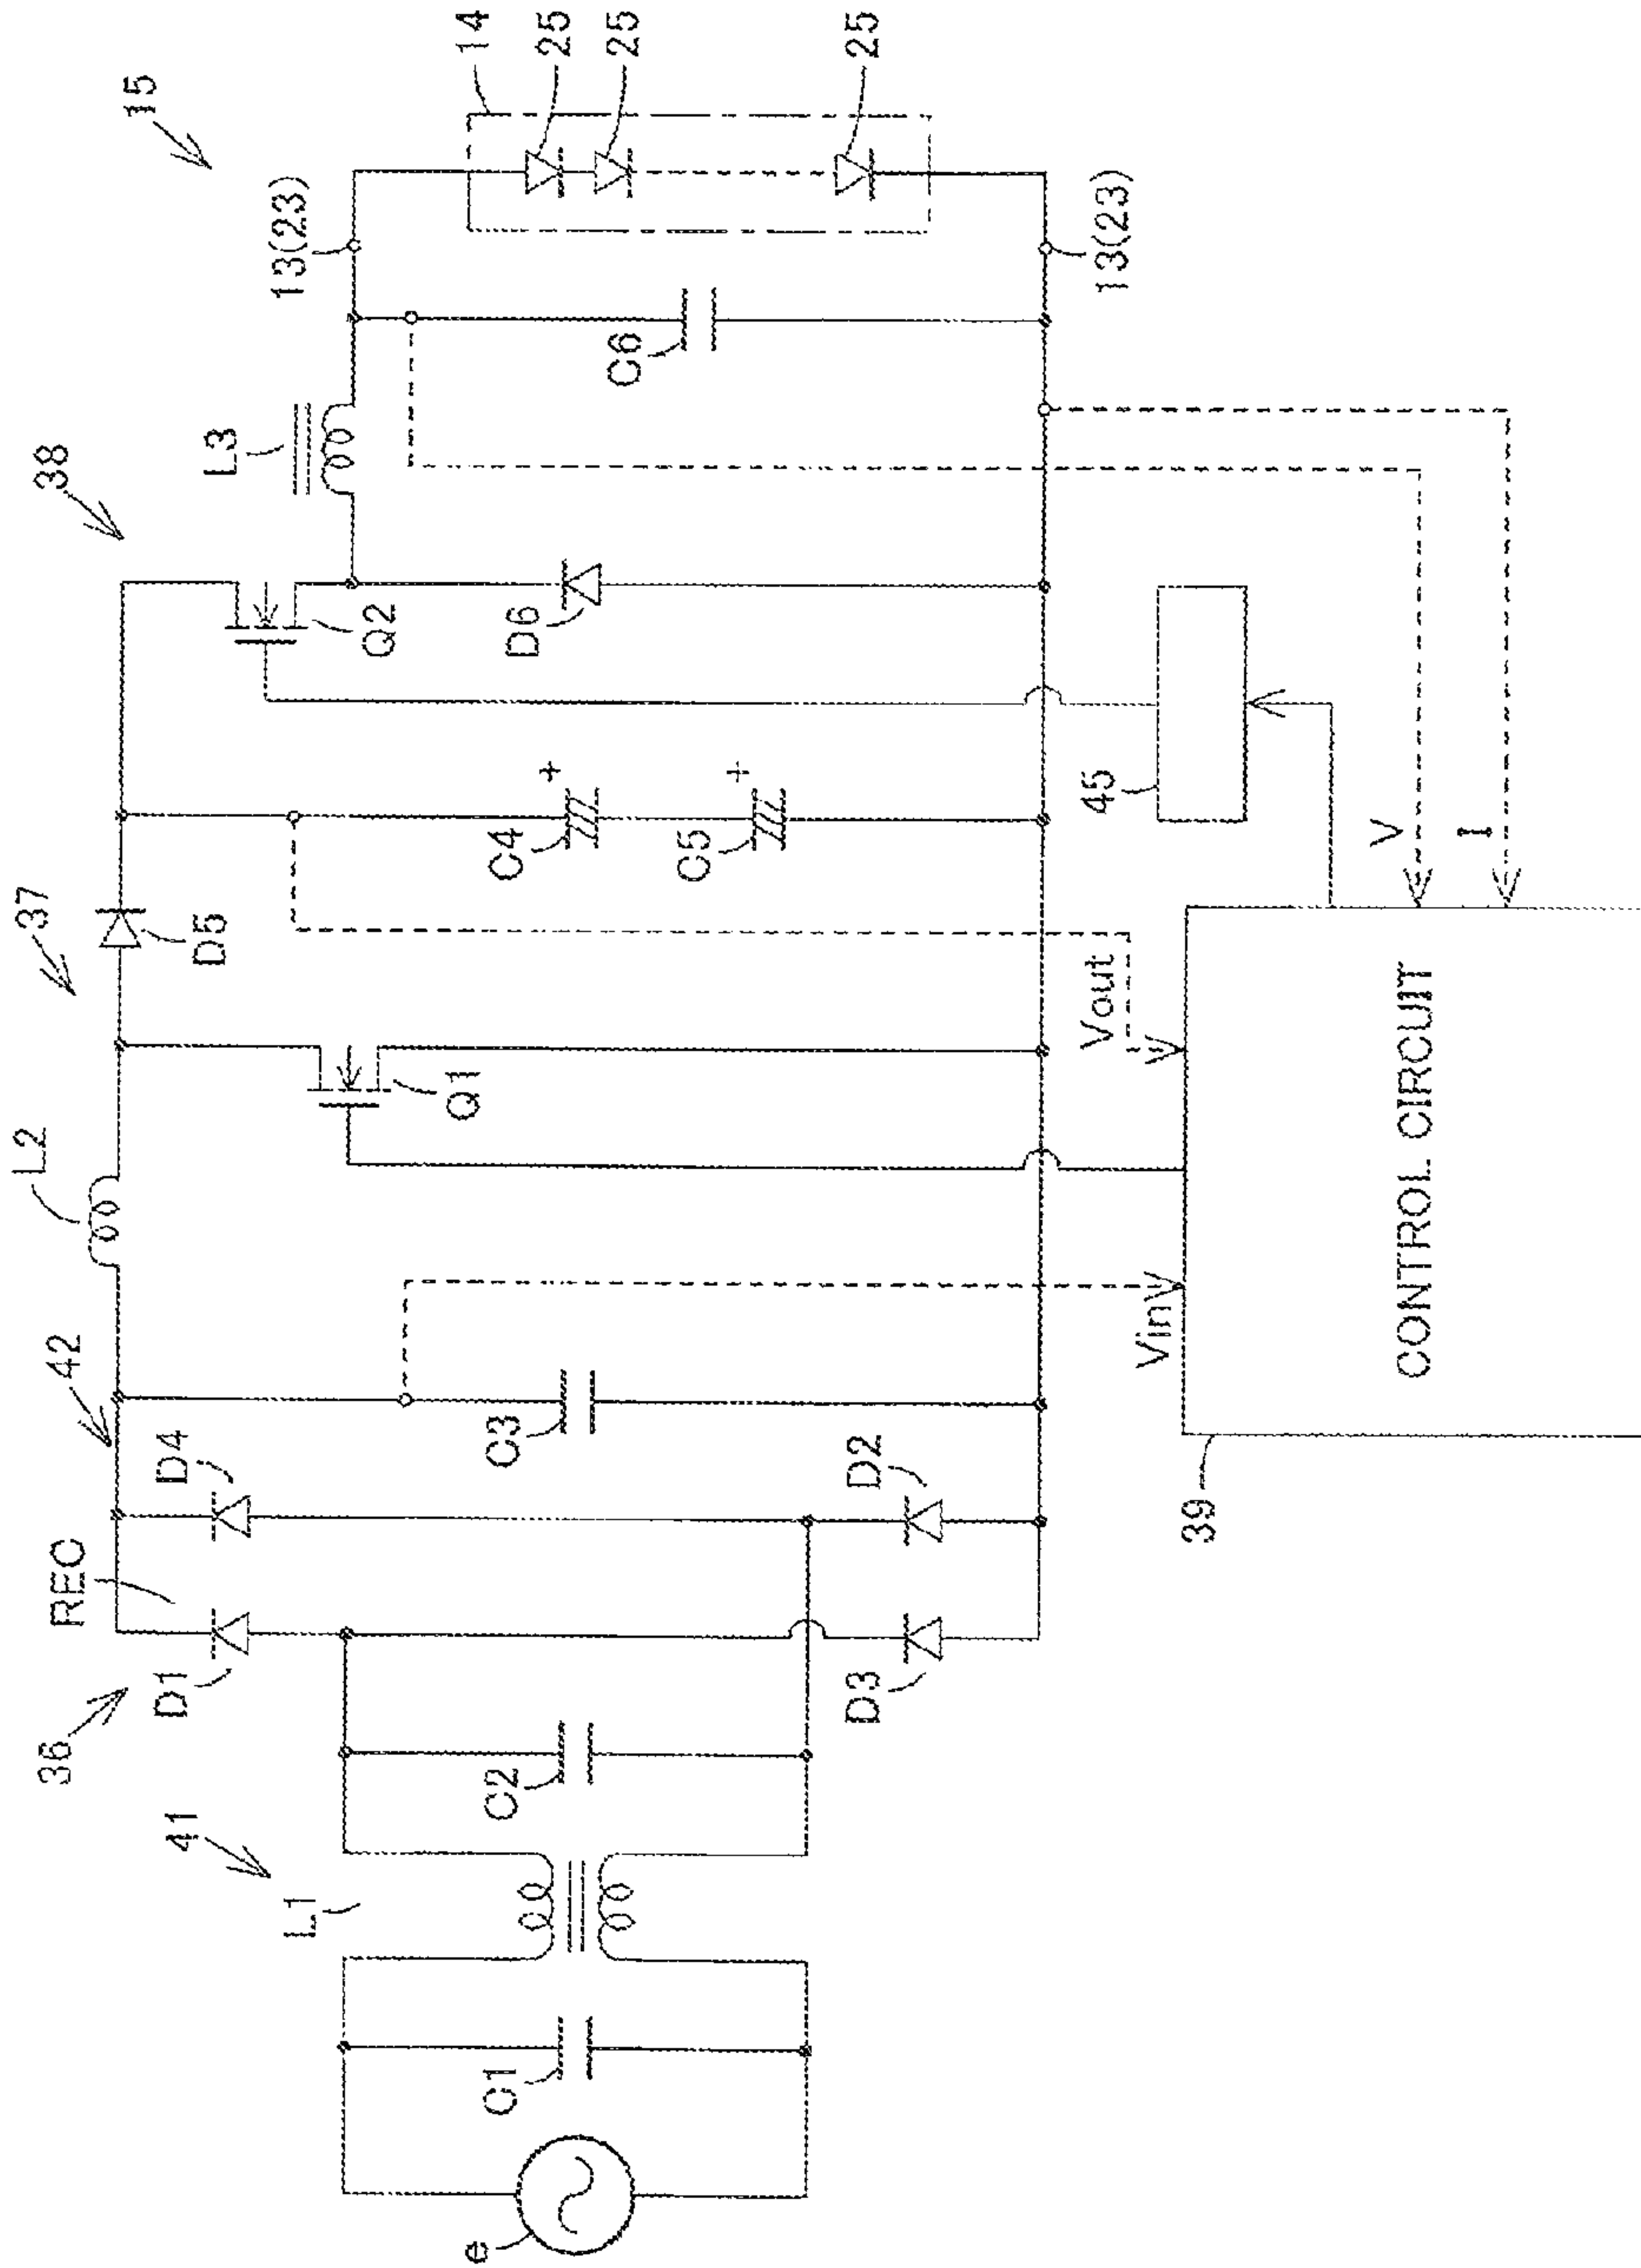 15
38
37
42
36
41
L2
REC
D1
D4
D5
L3
Q2
Q1
13(23)
14
25
25
25
L1
e
C1
C2
C3
C4
+
C5
+
D6
C6
D3
D2
13(23)
Vin
Vout
45
V
I
39
CONTROL CIRCUIT